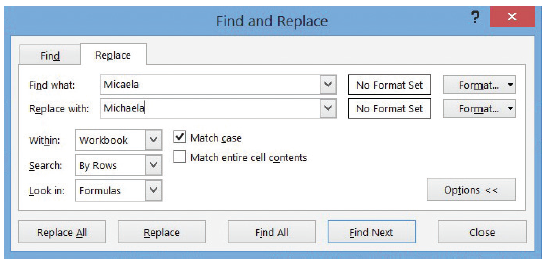 Find and Replace ?
Find Replace
Find what: Micaela No Format Set Format...
Replace with: Michaela No Format Set Format...
Within: Workbook Match case
Search: By Rows Match entire cell contents
Look in: Formulas Options <<
Replace All Replace Find All Find Next Close